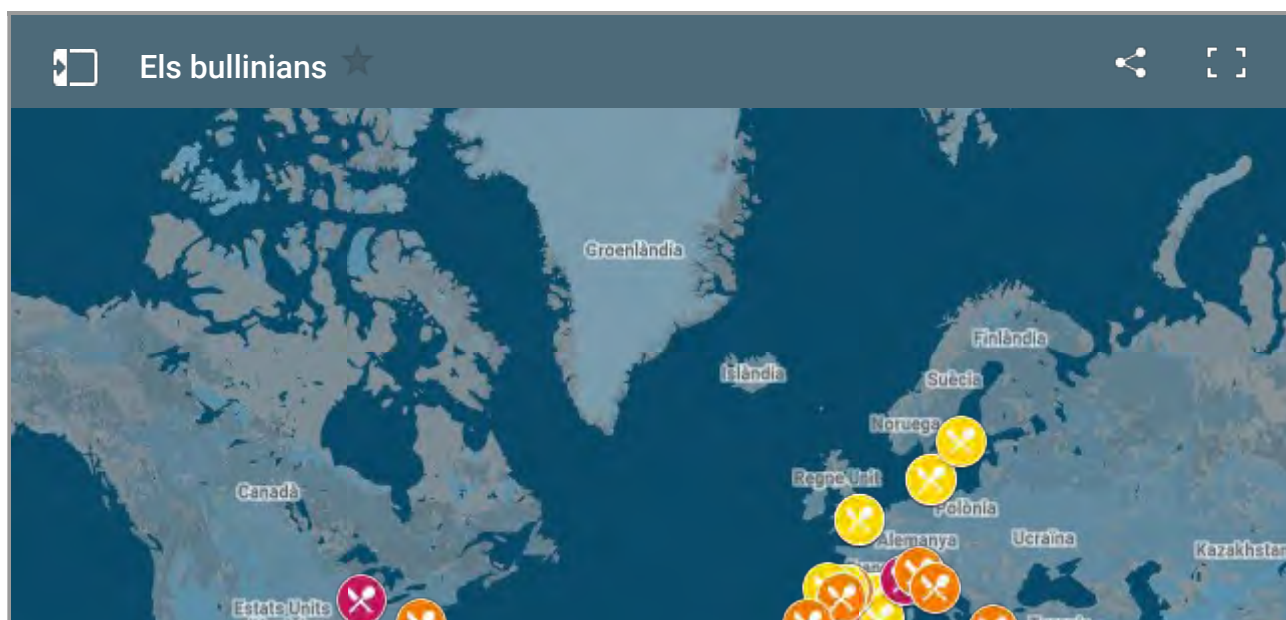 Els bullinians
Groenlàndia
Finlàndia
Islàndia
Suècia
Noruega
Canadà
Regne Unit
Polònia
Alemanya
Ucraïna
Kazakhstan
Estats Units